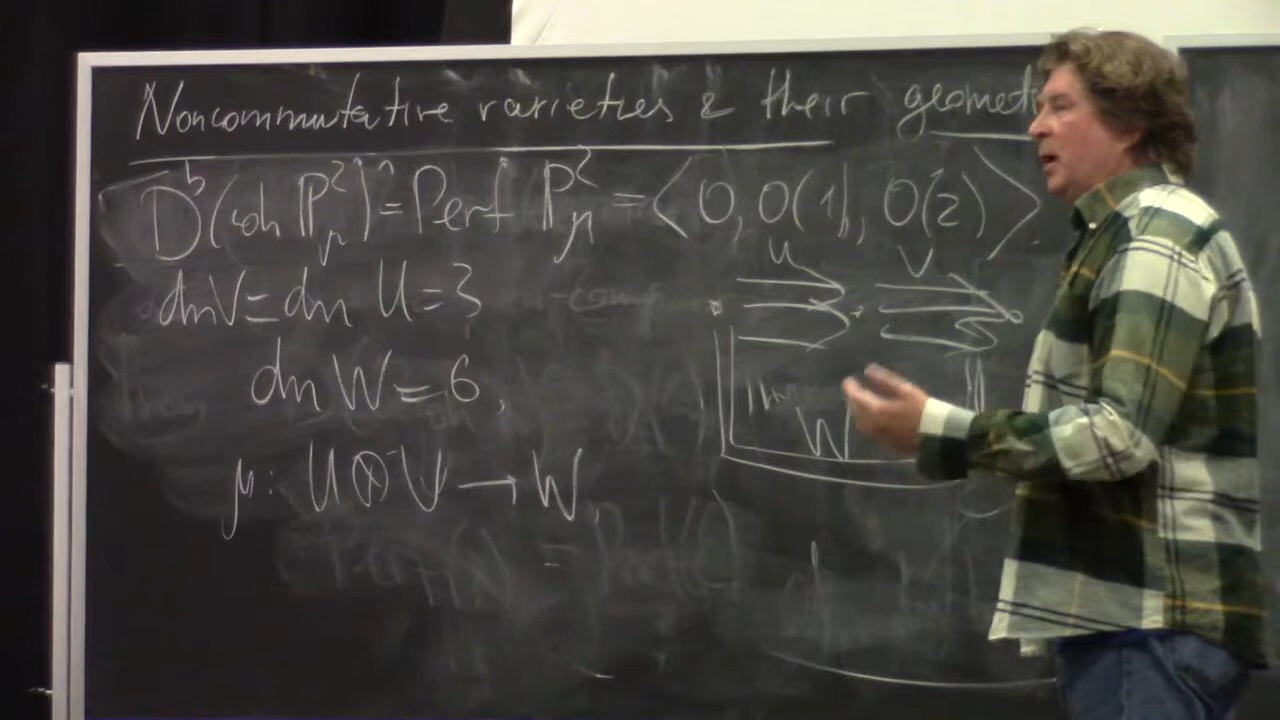 Noncommutative varieties & their geomet
D^b(coh P^2_μ) = Perf P^2_μ = <O, O(1), O(2)>
U V
dim V = dim U = 3
dim W = 6,
W
μ: U ⊗ V → W,